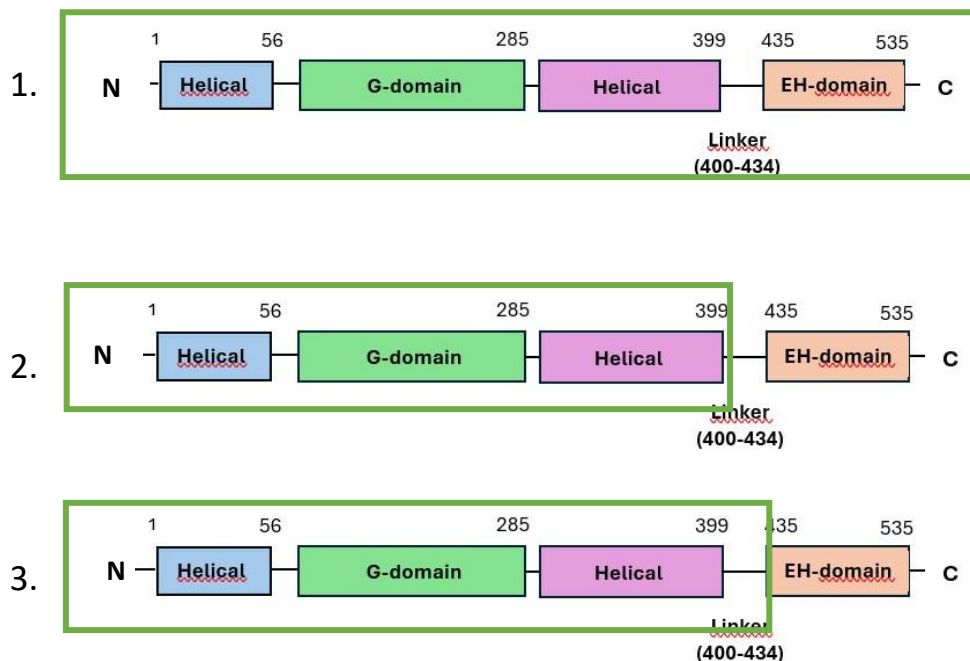 1 56 285 399 435 535
1. N Helical G-domain Helical EH-domain C
Linker
(400-434)
1 56 285 399 435 535
2. N Helical G-domain Helical EH-domain C
Linker
(400-434)
1 56 285 399 435 535
3. N Helical G-domain Helical EH-domain C
Linker
(400-434)